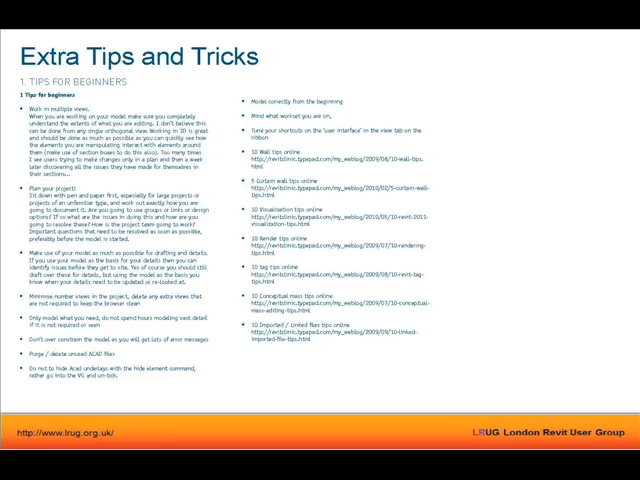 Extra Tips and Tricks
1. TIPS FOR BEGINNERS
1 Tips for beginners
Work in multiple views.
When you are working on your model make sure you completely
understand the extents of what you are editing. I don't believe this
can be done from any single orthogonal view. Working in 3D is great
and should be done as much as possible as you can quickly see how
the elements you are manipulating interact with elements around
them (make use of section boxes to do this also). Too many times
I see users trying to make changes only in a plan and then a week
later discovering all the issues they have made for themselves in
their sections...
Plan your project!
Sit down with pen and paper first, especially for large projects or
projects of an unfamiliar type, and work out exactly how you are
going to document it. Are you going to use groups or links or design
options? If so what are the issues in doing this and how are you
going to resolve these? How is the project team going to work?
Important questions that need to be resolved as soon as possible,
preferably before the model is started.
Make use of your model as much as possible for drafting and details.
If you use your model as the basis for your details then you can
identify issues before they get to site. Yes of course you should still
draft over these for details, but using the model as the basis you
know when your details need to be updated or re-looked at.
Minimise number views in the project, delete any extra views that
are not required to keep the browser clean
Only model what you need, do not spend hours modeling vast detail
if it is not required or seen
Don't over constrain the model as you will get lots of error messages
Purge / delete unused ACAD files
Do not to hide Acad underlays with the hide element command,
rather go into the VG and un-tick.
Model correctly from the beginning
Mind what workset you are on,
Tune your shortcuts on the 'user interface' in the view tab on the
ribbon.
10 Wall tips online
http://revitclinic.typepad.com/my_weblog/2009/08/10-wall-tips.
html
5 Curtain wall tips online
http://revitclinic.typepad.com/my_weblog/2010/02/5-curtain-wall-
tips.html
10 Visualisation tips online
http://revitclinic.typepad.com/my_weblog/2010/05/10-revit-2011-
visualization-tips.html
10 Render tips online
http://revitclinic.typepad.com/my_weblog/2009/07/10-rendering-
tips.html
10 tag tips online
http://revitclinic.typepad.com/my_weblog/2009/08/10-revit-tag-
tips.html
10 Conceptual mass tips online
http://revitclinic.typepad.com/my_weblog/2009/07/10-conceptual-
mass-editing-tips.html
10 Imported / Linked files tips online
http://revitclinic.typepad.com/my_weblog/2009/09/10-linked-
imported-file-tips.html
http://www.lrug.org.uk/
LRUG London Revit User Group